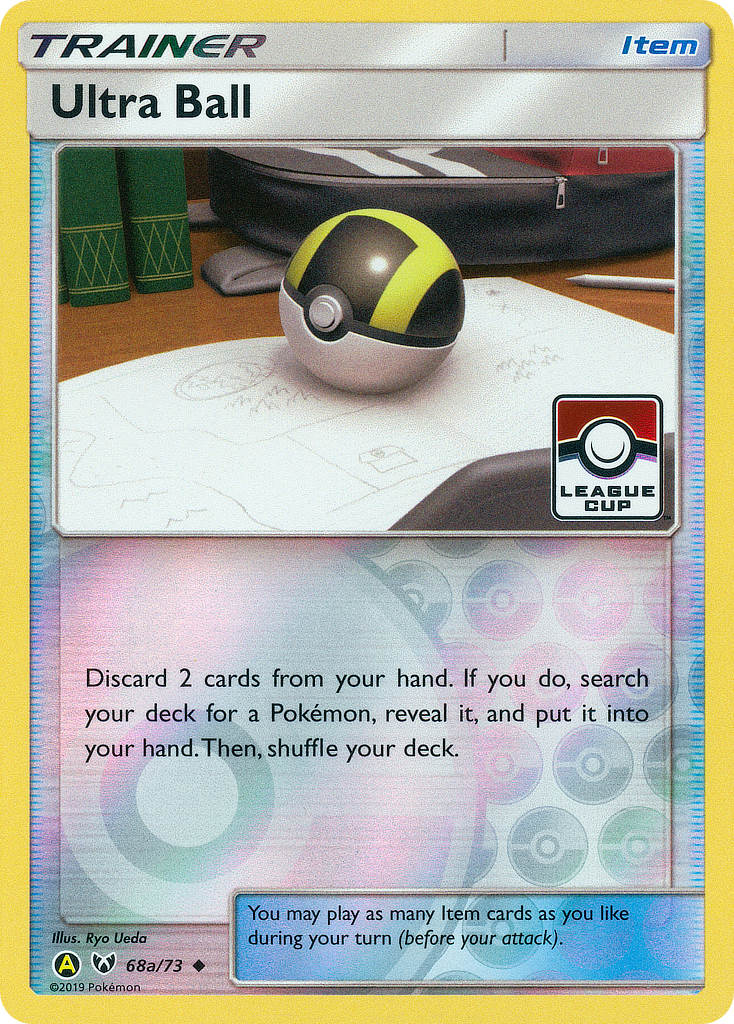 TRAINER
Item
Ultra Ball
LEAGUE
CUP
™
Discard 2 cards from your hand. If you do, search
your deck for a Pokémon, reveal it, and put it into
your hand. Then, shuffle your deck.
You may play as many Item cards as you like
during your turn (before your attack).
Illus. Ryo Ueda
A
68a/73
©2019 Pokémon